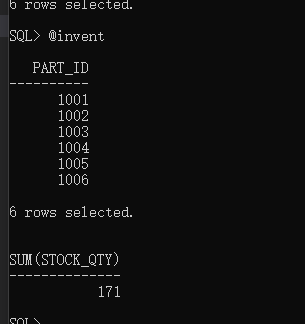 6 rows selected.
SQL> @invent
PART_ID
----------
1001
1002
1003
1004
1005
1006
6 rows selected.
SUM(STOCK_QTY)
--------------
171
SQL>